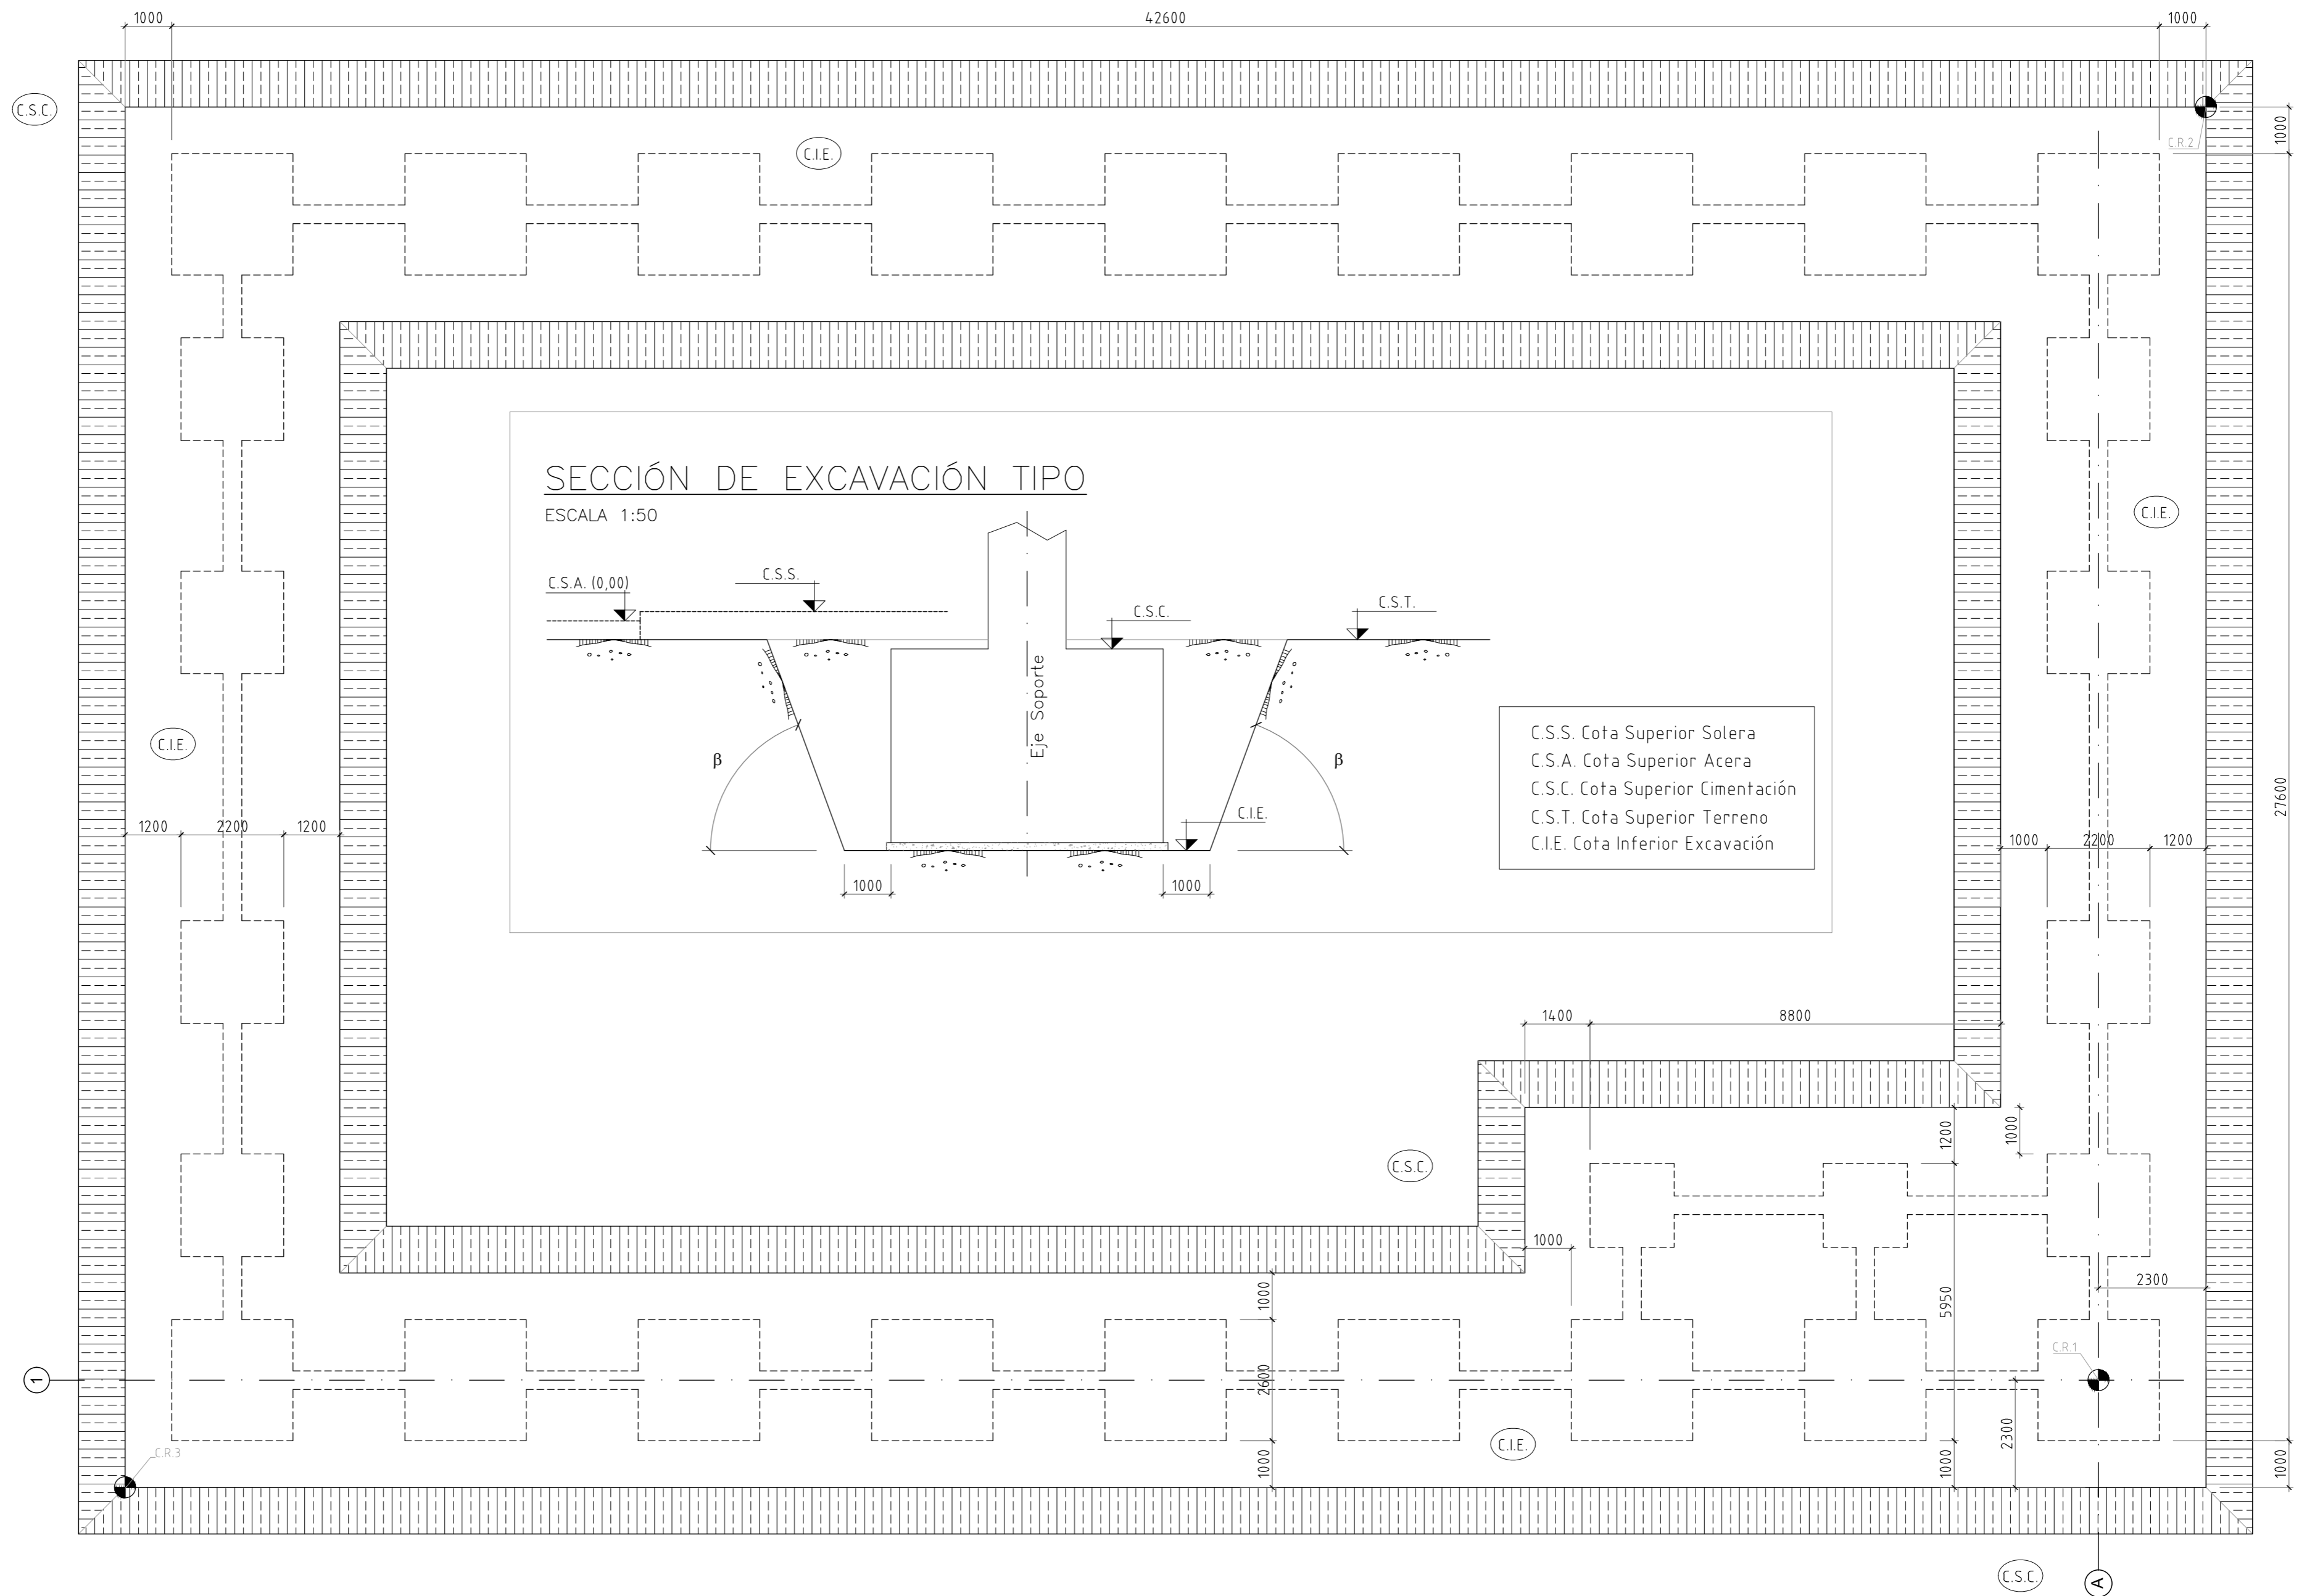 1000
42600
1000
C.S.C.
C.I.E.
C.R.2
1000
SECCIÓN DE EXCAVACIÓN TIPO
ESCALA 1:50
C.I.E.
C.S.A. (0,00)
C.S.S.
C.S.C.
C.S.T.
Eje Soporte
β
β
C.I.E.
C.S.S. Cota Superior Solera
C.S.A. Cota Superior Acera
C.S.C. Cota Superior Cimentación
C.S.T. Cota Superior Terreno
C.I.E. Cota Inferior Excavación
C.I.E.
27600
1200
2200
1200
1000
2200
1200
1000
1000
1400
8800
1200
1000
C.S.C.
1000
2300
1000
5950
C.R.1
1
2600
2300
C.I.E.
C.R.3
1000
1000
1000
C.S.C.
A